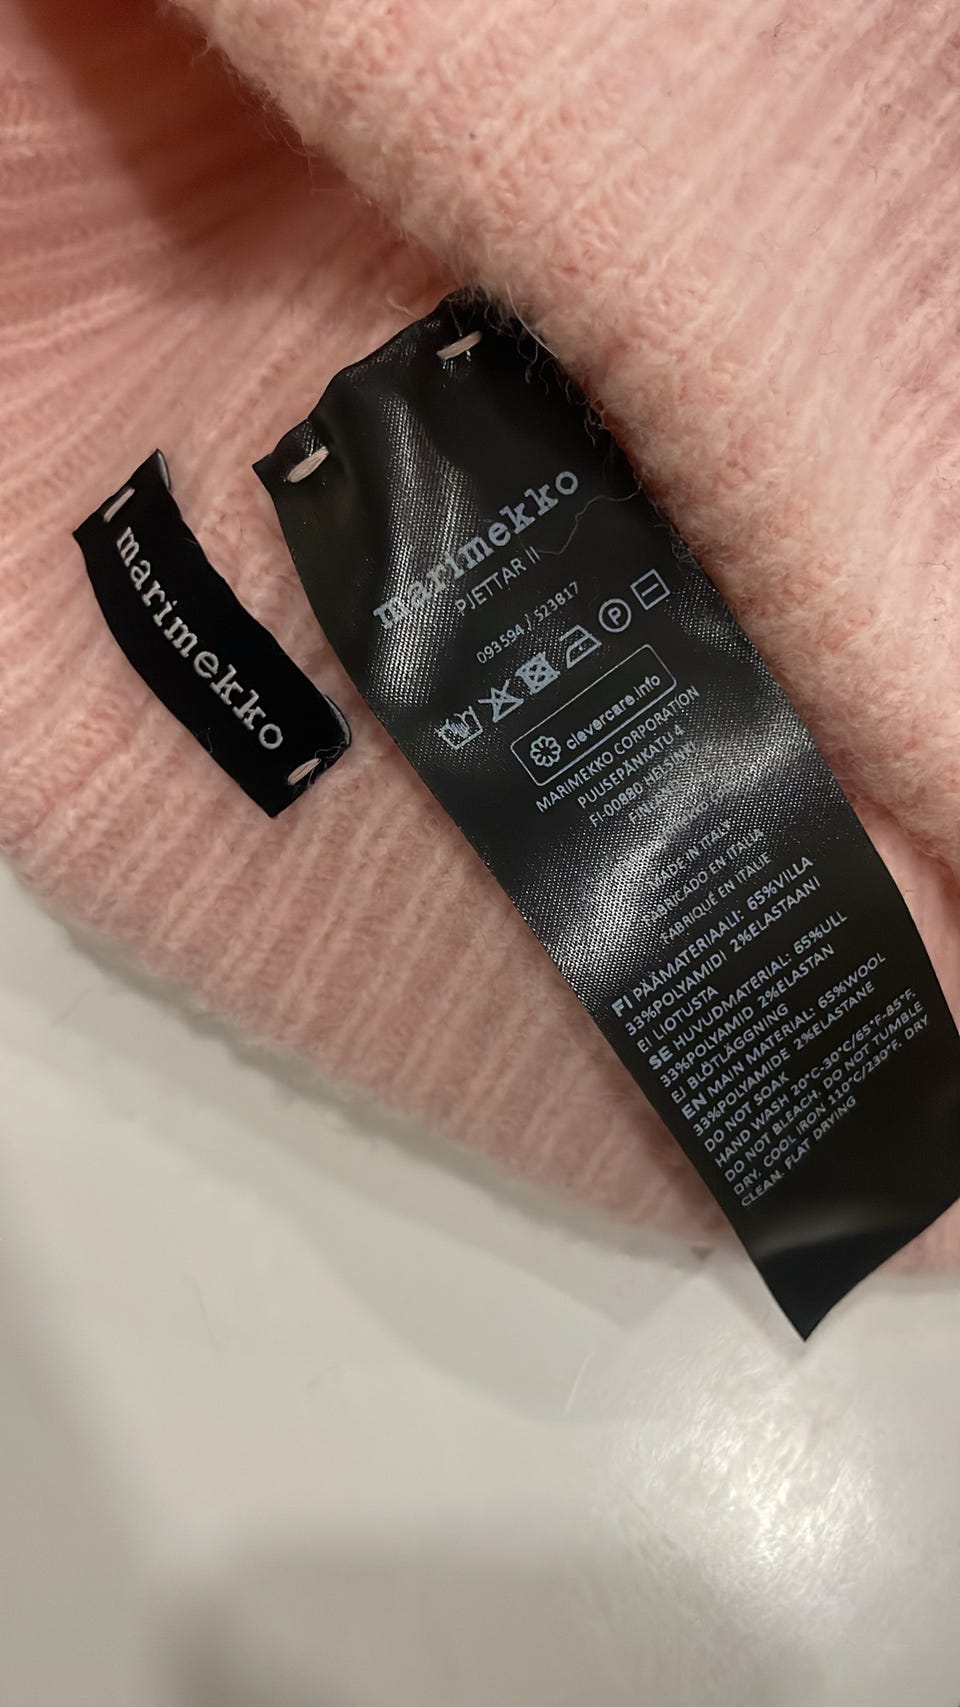 marimekko
marimekko
PJETTAR II
093594 / 523817
P
clevercare.info
MARIMEKKO CORPORATION
PUUSEPÄNKATU 4
FI-00880 HELSINKI
MADE IN ITALY
FABRICADO EN ITALIA
FABRIQUÉ EN ITALIE
FI PÄÄMATERIAALI: 65%VILLA
33%POLYAMIDI 2%ELASTAANI
EI LIOTUSTA
SE HUVUDMATERIAL: 65%ULL
33%POLYAMID 2%ELASTAN
EJ BLÖTLÄGGNING
EN MAIN MATERIAL: 65%WOOL
33%POLYAMIDE 2%ELASTANE
DO NOT SOAK
HAND WASH 20°C-30°C/65°F-85°F.
DO NOT BLEACH. DO NOT TUMBLE
DRY. COOL IRON 110°C/230°F. DRY
CLEAN. FLAT DRYING